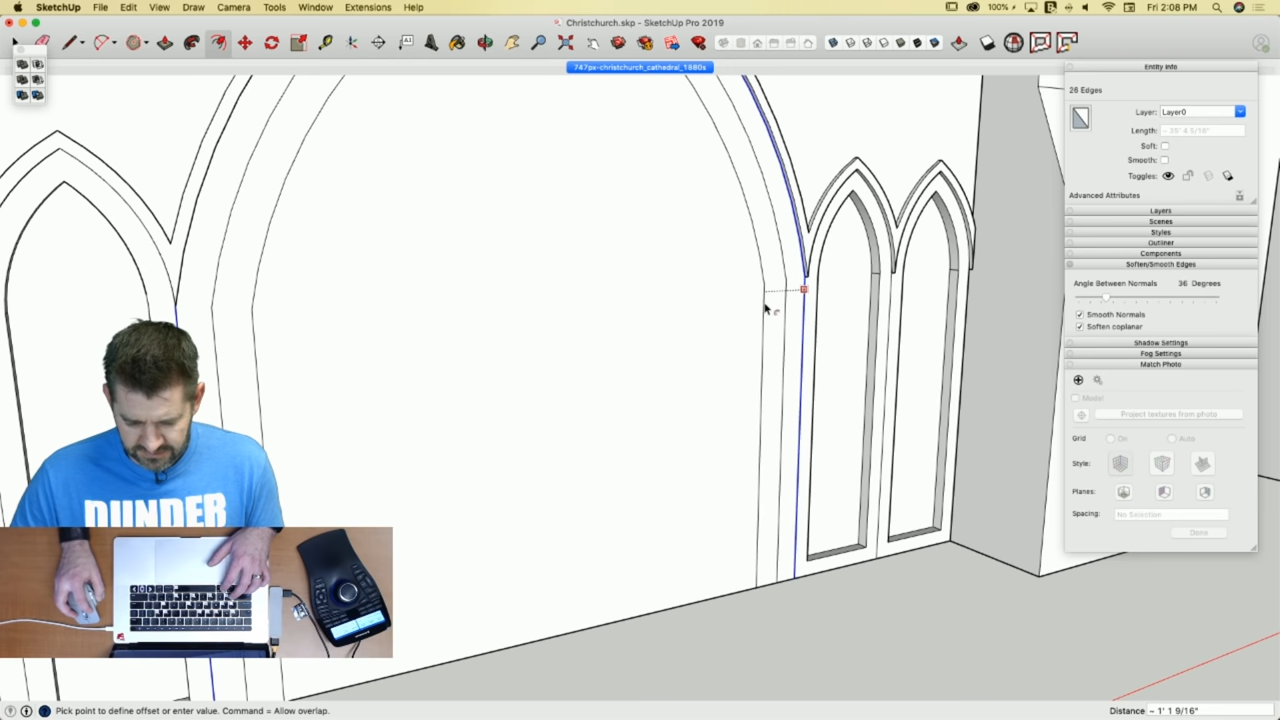 SketchUp File Edit View Draw Camera Tools Window Extensions Help
100% Fri 2:08 PM
Christchurch.skp - SketchUp Pro 2019
747px-christchurch_cathedral_1880s
Entity Info
26 Edges
Layer: Layer0
Length: ~ 35' 4 5/16"
Soft:
Smooth:
Toggles:
Advanced Attributes
Layers
Scenes
Styles
Outliner
Components
Soften/Smooth Edges
Angle Between Normals 36 Degrees
Smooth Normals
Soften coplanar
Shadow Settings
Fog Settings
Match Photo
Model
Project textures from photo
Grid On Auto
Style:
Planes:
Spacing: No Selection
Done
DUNDER
Pick point to define offset or enter value. Command = Allow overlap.
Distance ~ 1' 1 9/16"